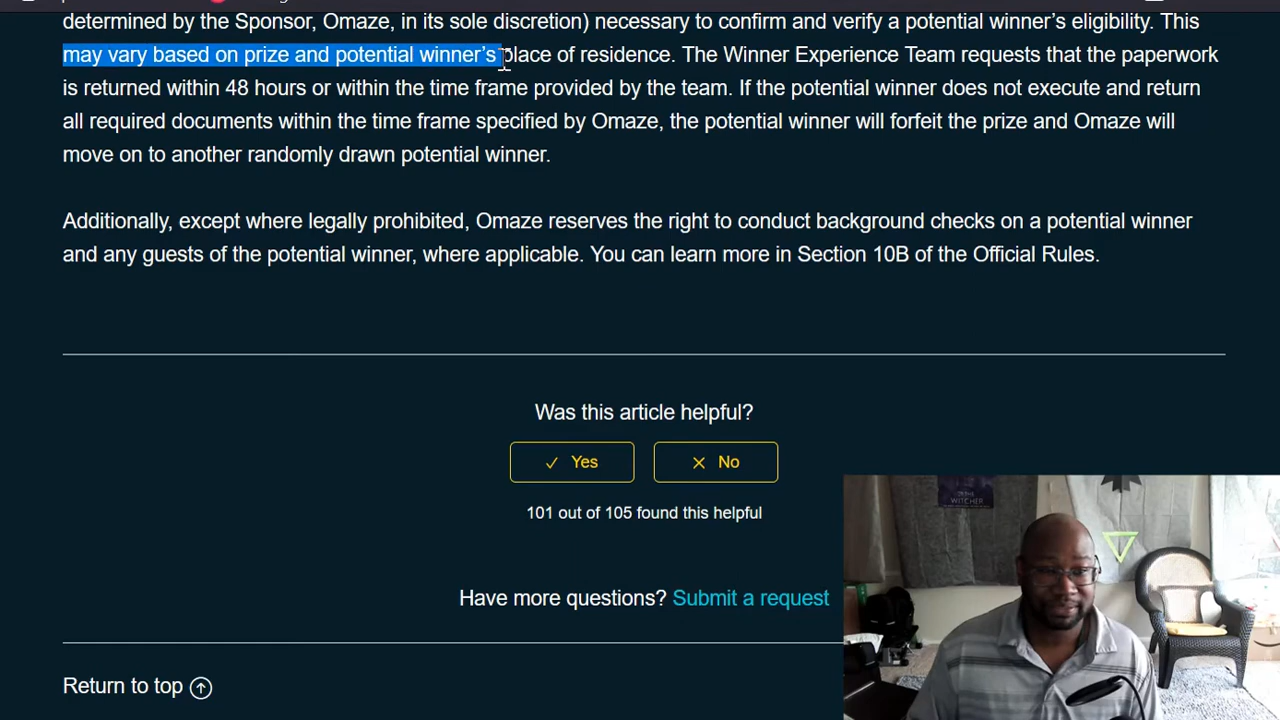 determined by the Sponsor, Omaze, in its sole discretion) necessary to confirm and verify a potential winner’s eligibility. This
may vary based on prize and potential winner’s place of residence. The Winner Experience Team requests that the paperwork
is returned within 48 hours or within the time frame provided by the team. If the potential winner does not execute and return
all required documents within the time frame specified by Omaze, the potential winner will forfeit the prize and Omaze will
move on to another randomly drawn potential winner.
Additionally, except where legally prohibited, Omaze reserves the right to conduct background checks on a potential winner
and any guests of the potential winner, where applicable. You can learn more in Section 10B of the Official Rules.
Was this article helpful?
Yes No
101 out of 105 found this helpful
WITCHER
Have more questions? Submit a request
Return to top